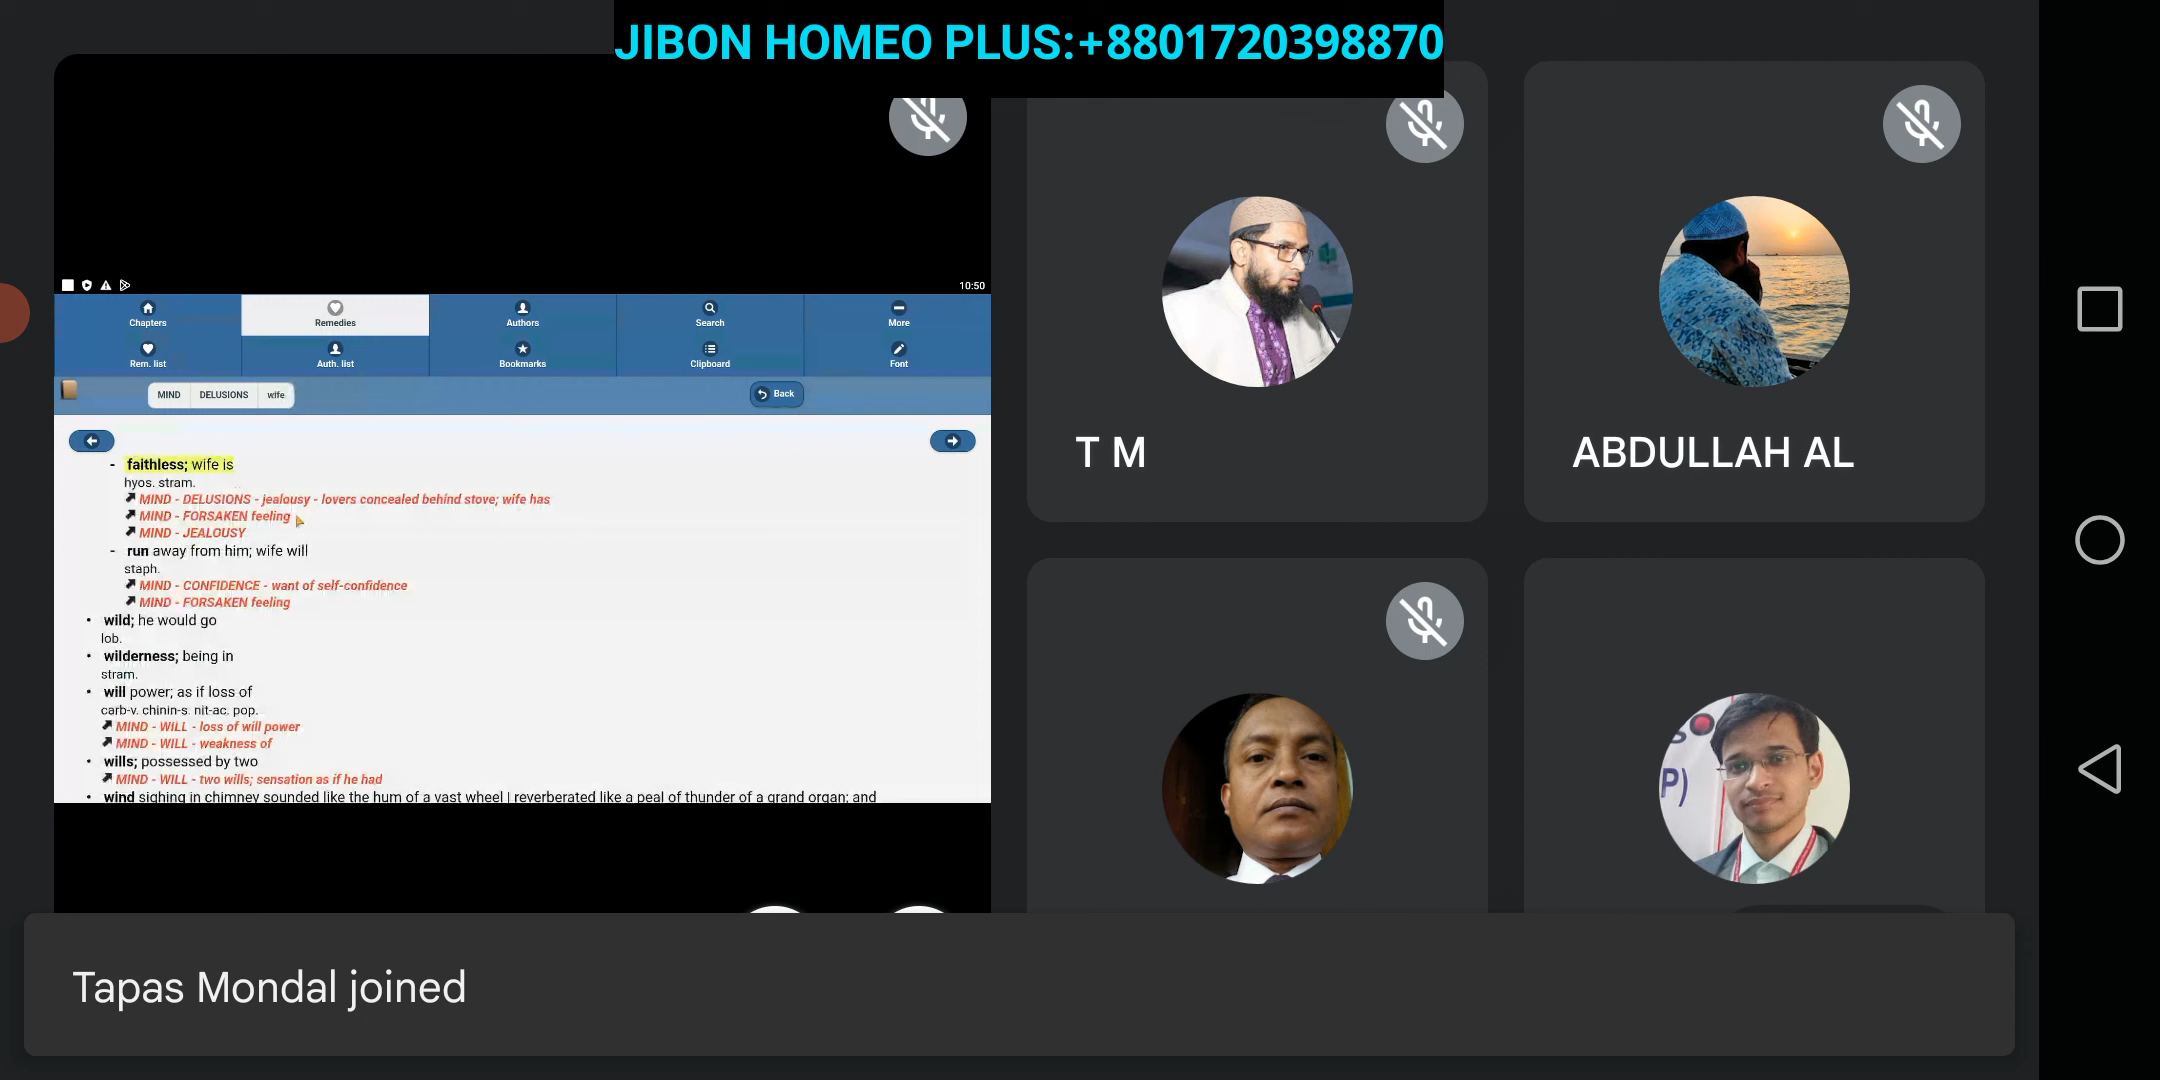 JIBON HOMEO PLUS:+8801720398870
10:50
Chapters
Remedies
Authors
Search
More
Rem. list
Auth. list
Bookmarks
Clipboard
Font
MIND
DELUSIONS
wife
Back
- faithless; wife is
hyos. stram.
MIND - DELUSIONS - jealousy - lovers concealed behind stove; wife has
MIND - FORSAKEN feeling
MIND - JEALOUSY
- run away from him; wife will
staph.
MIND - CONFIDENCE - want of self-confidence
MIND - FORSAKEN feeling
• wild; he would go
lob.
• wilderness; being in
stram.
• will power; as if loss of
carb-v. chinin-s. nit-ac. pop.
MIND - WILL - loss of will power
MIND - WILL - weakness of
• wills; possessed by two
MIND - WILL - two wills; sensation as if he had
• wind sighing in chimney sounded like the hum of a vast wheel | reverberated like a peal of thunder of a grand organ; and
T M
ABDULLAH AL
P)
Tapas Mondal joined